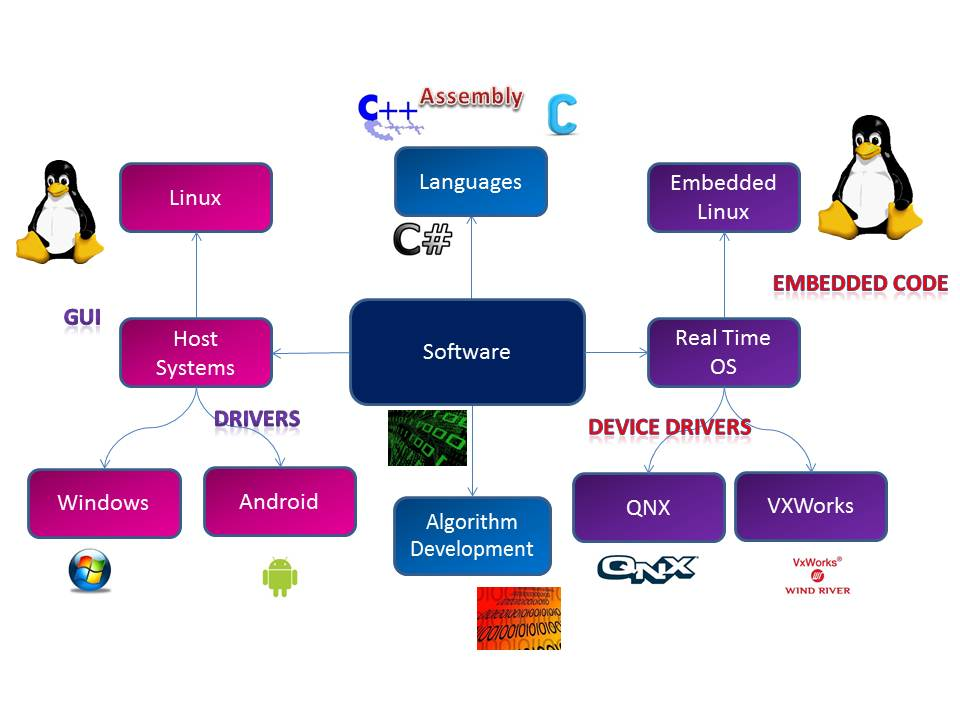 C++
Assembly
C
Linux
Languages
Embedded
Linux
C#
EMBEDDED CODE
GUI
Host
Systems
Software
Real Time
OS
DRIVERS
DEVICE DRIVERS
Windows
Android
Algorithm
Development
QNX
VXWorks
QNX
VxWorks®
WIND RIVER